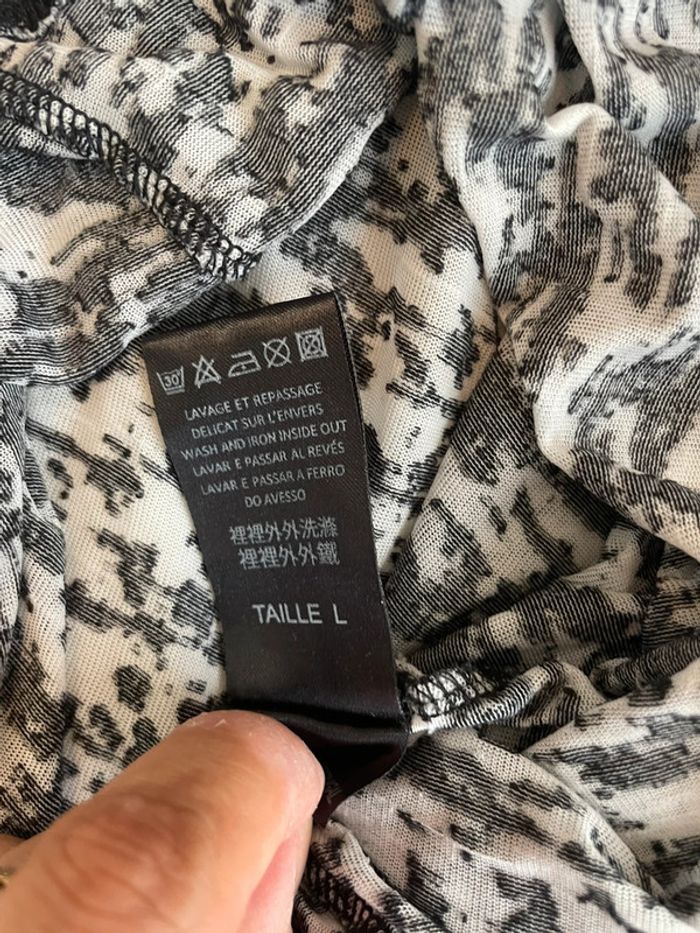 30
LAVAGE ET REPASSAGE
DELICAT SUR L'ENVERS
WASH AND IRON INSIDE OUT
LAVAR E PASSAR AL REVÉS
LAVAR E PASSAR A FERRO
DO AVESSO
裡裡外外洗滌
裡裡外外鐵
TAILLE L